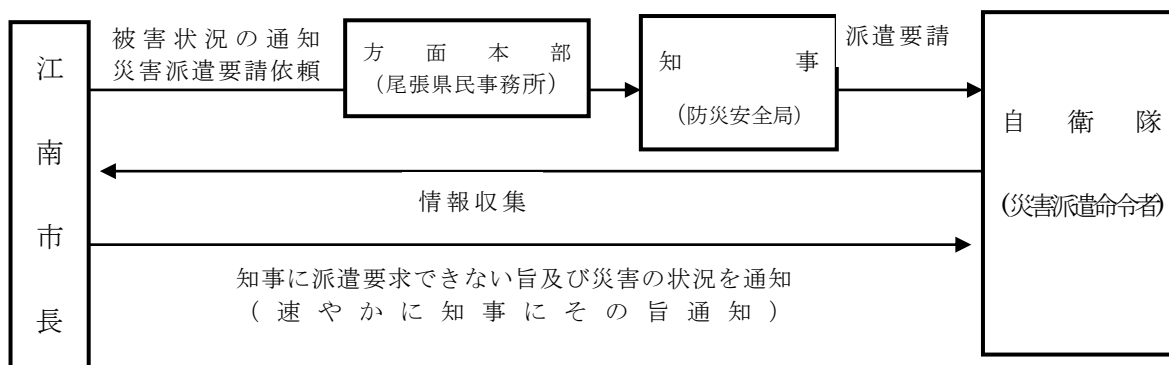 江南市長
被害状況の通知
災害派遣要請依頼
方面本部
(尾張県民事務所)
知事
(防災安全局)
派遣要請
自衛隊
(災害派遣命令者)
情報収集
知事に派遣要求できない旨及び災害の状況を通知
(速やかに知事にその旨通知)